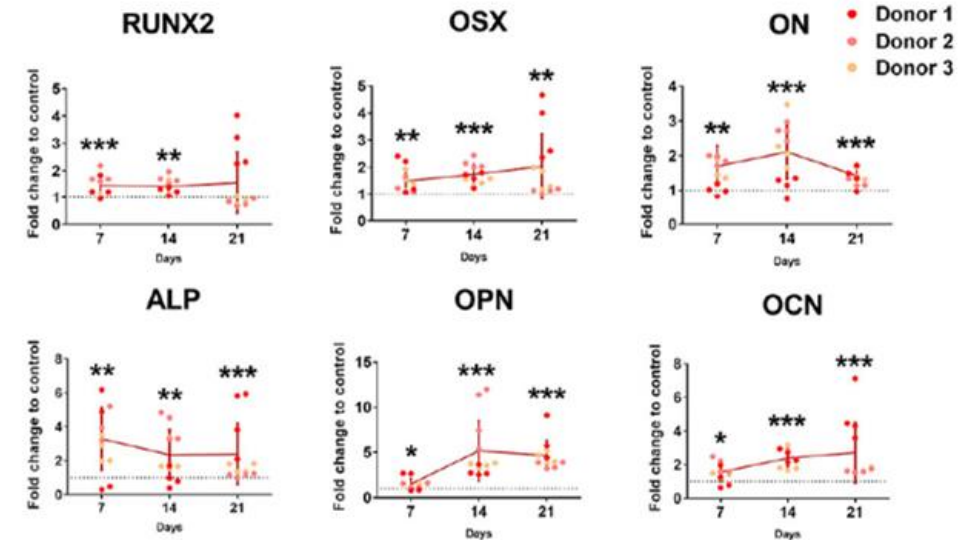 RUNX2
Fold change to control
5
4
3
2
1
0
***
**
7 14 21
Days
OSX
Fold change to control
5
4
3
2
1
0
**
***
**
7 14 21
Days
ON
Fold change to control
4
3
2
1
0
**
***
***
7 14 21
Days
Donor 1
Donor 2
Donor 3
ALP
Fold change to control
8
6
4
2
0
**
**
***
7 14 21
Days
OPN
Fold change to control
15
10
5
0
*
***
***
7 14 21
Days
OCN
Fold change to control
8
6
4
2
0
*
***
***
7 14 21
Days